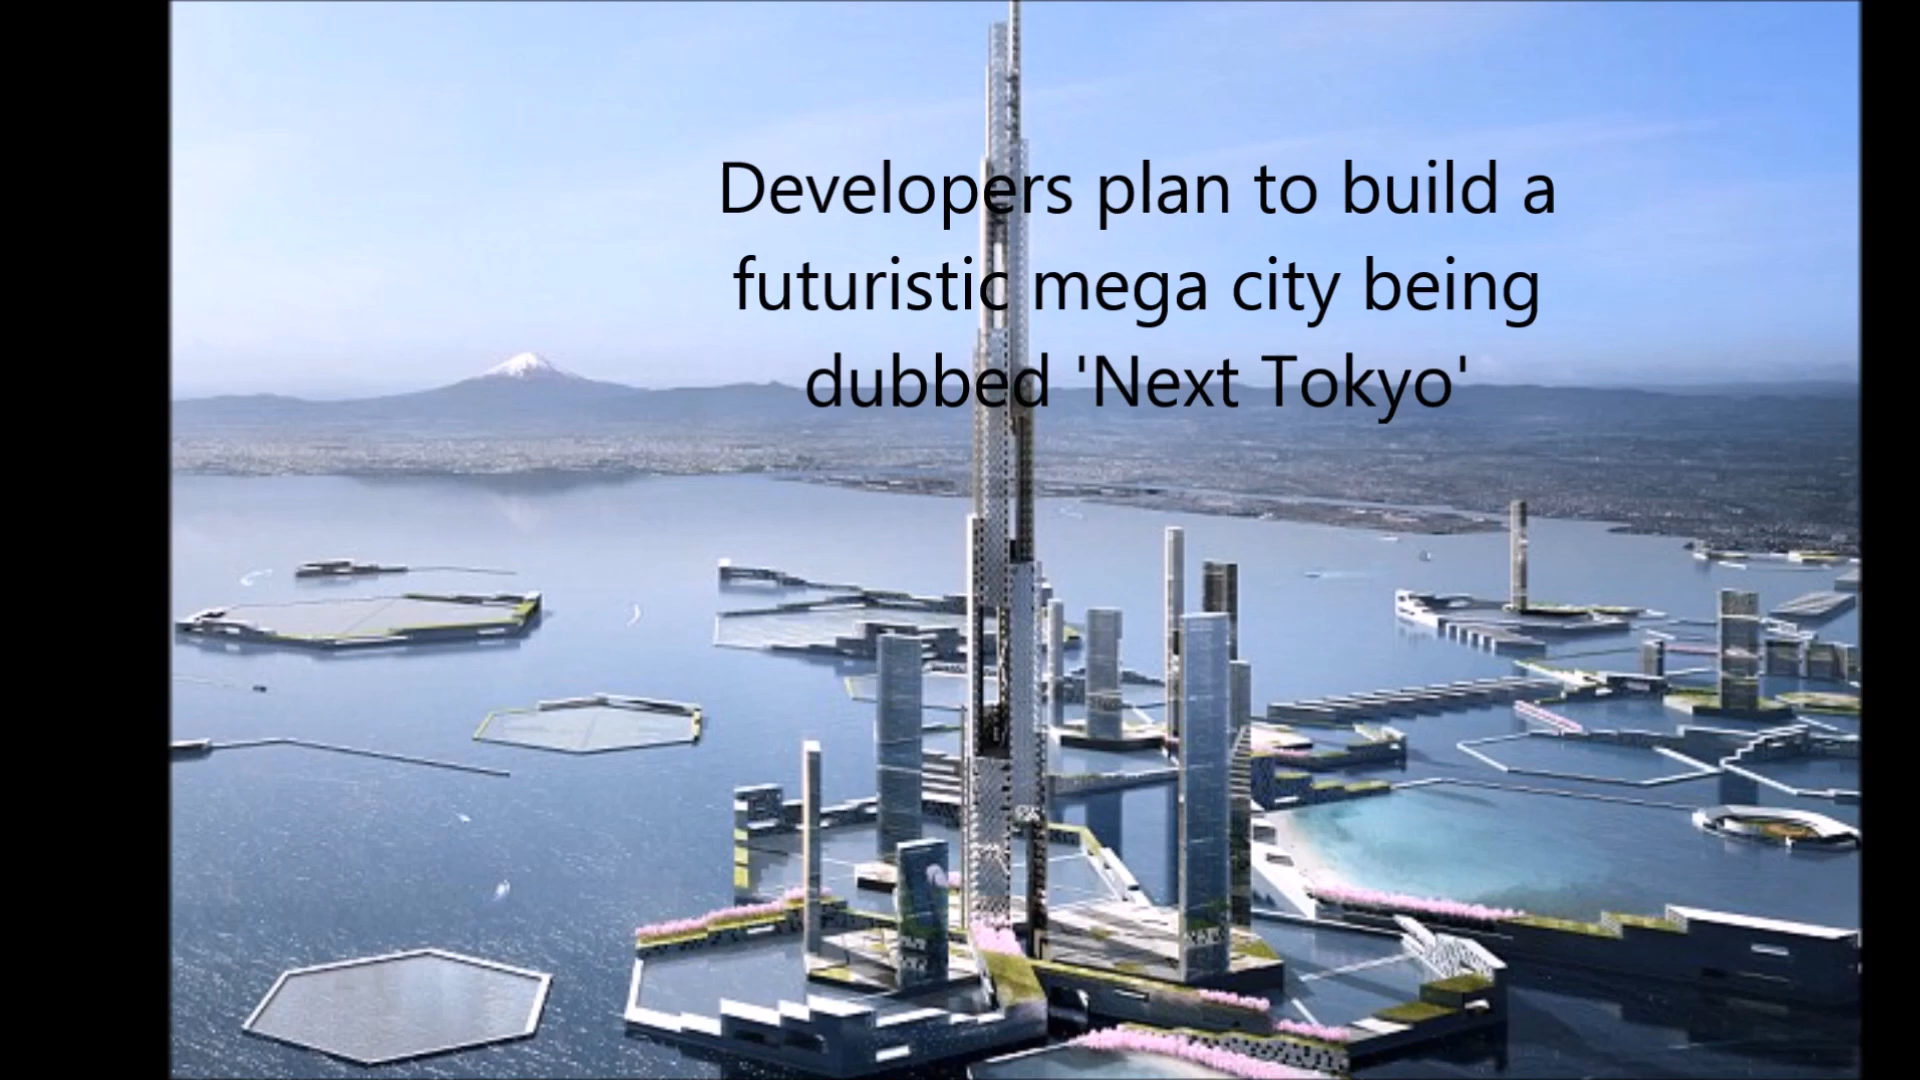 Developers plan to build a
futuristic mega city being
dubbed 'Next Tokyo'